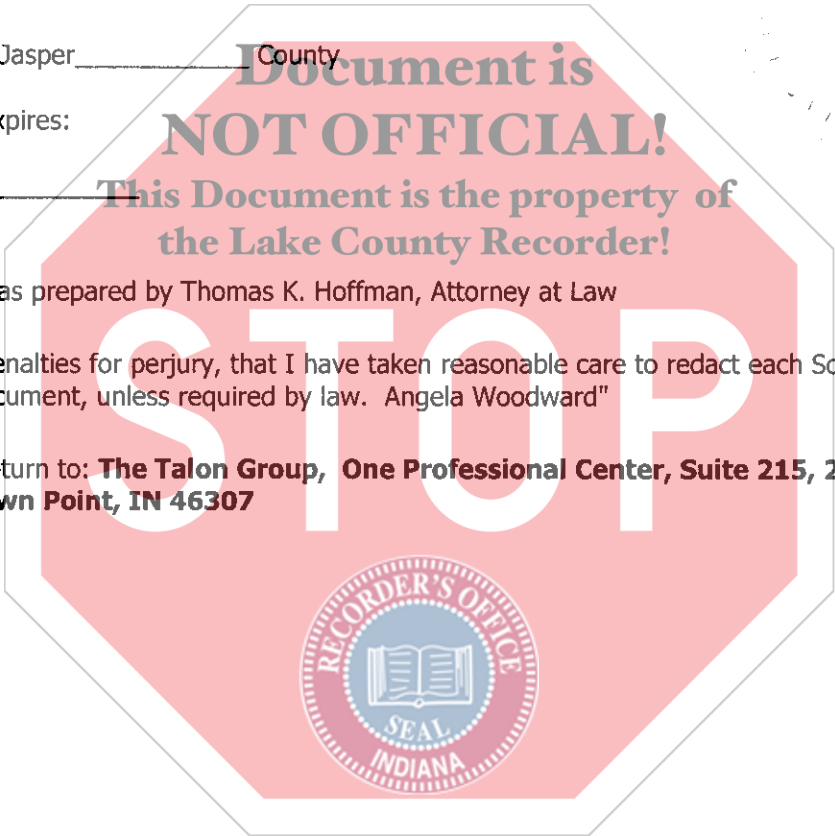 Jasper_____________ County
Document is
xpires:
NOT OFFICIAL!
This Document is the property of
the Lake County Recorder!
as prepared by Thomas K. Hoffman, Attorney at Law
enalties for perjury, that I have taken reasonable care to redact each So
cument, unless required by law. Angela Woodward"
turn to: The Talon Group, One Professional Center, Suite 215, 2
wn Point, IN 46307
STOP
RECORDER'S OFFICE
SEAL
INDIANA